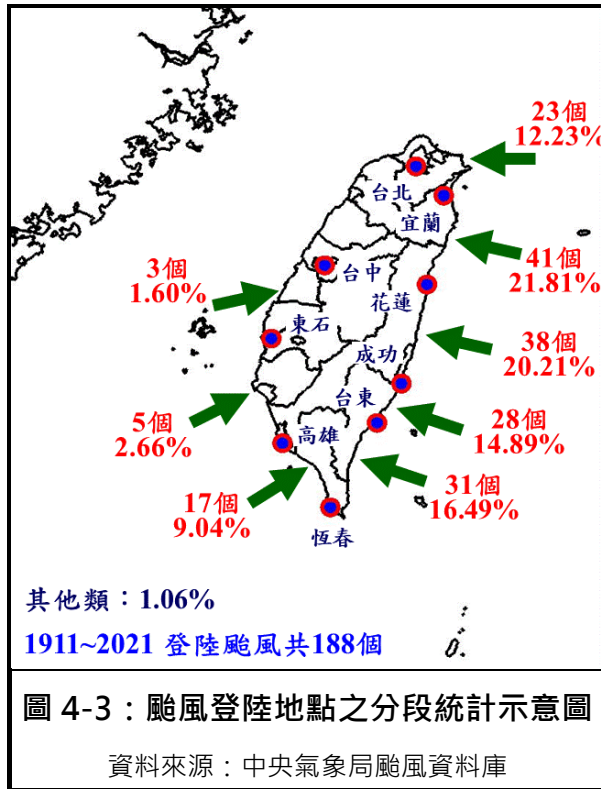 23個
12.23%
台北
宜蘭
3個
1.60%
台中
41個
21.81%
花蓮
東石
38個
20.21%
成功
台東
5個
2.66%
高雄
28個
14.89%
17個
9.04%
31個
16.49%
恆春
其他類：1.06%
1911~2021 登陸颱風共188個
圖 4-3：颱風登陸地點之分段統計示意圖
資料來源：中央氣象局颱風資料庫